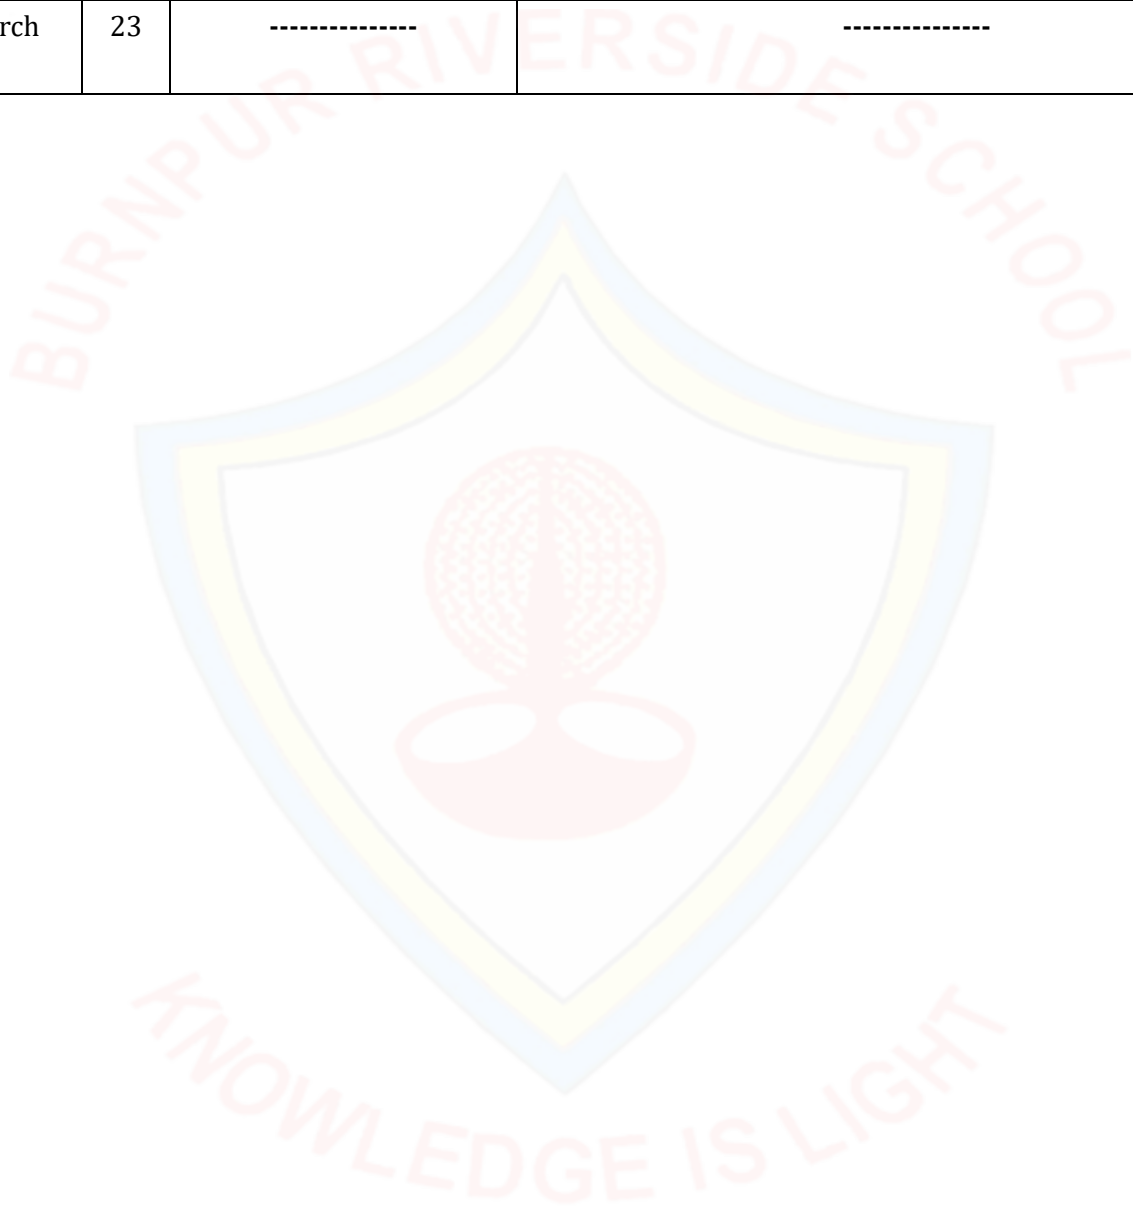 rch 23 --------------- ---------------
BURNPUR RIVERSIDE SCHOOL
KNOWLEDGE IS LIGHT